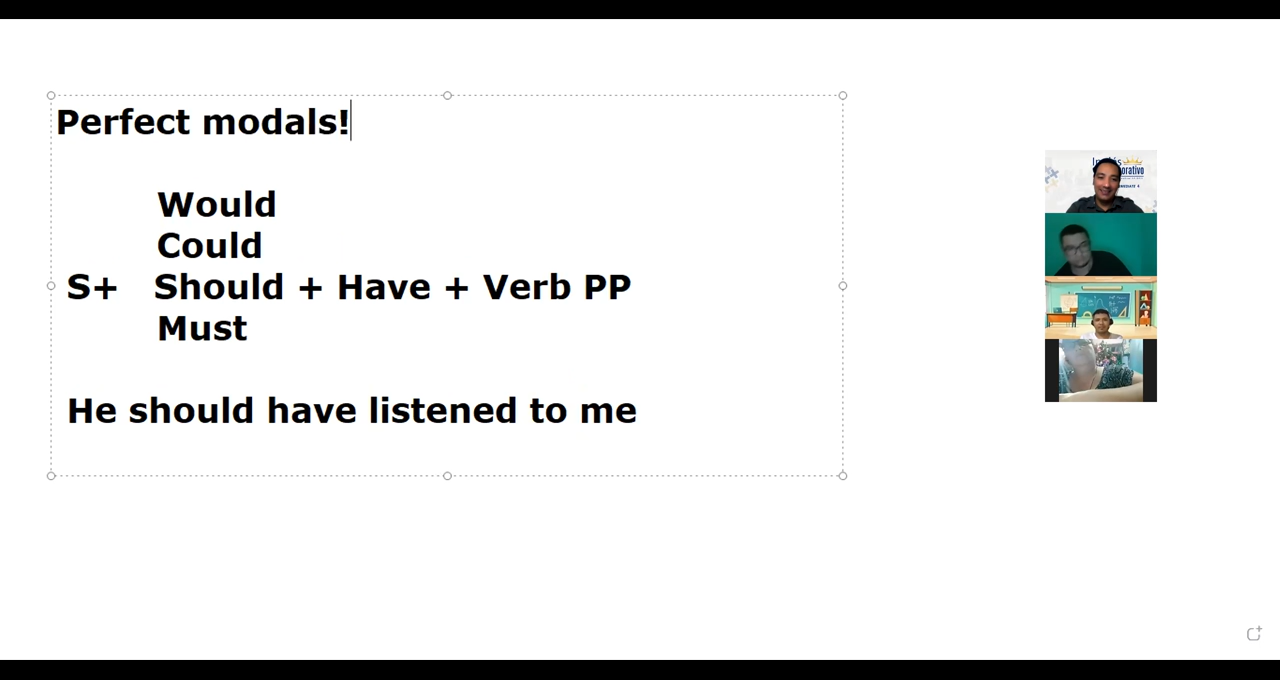 Perfect modals!
Would
Could
S+ Should + Have + Verb PP
Must
He should have listened to me